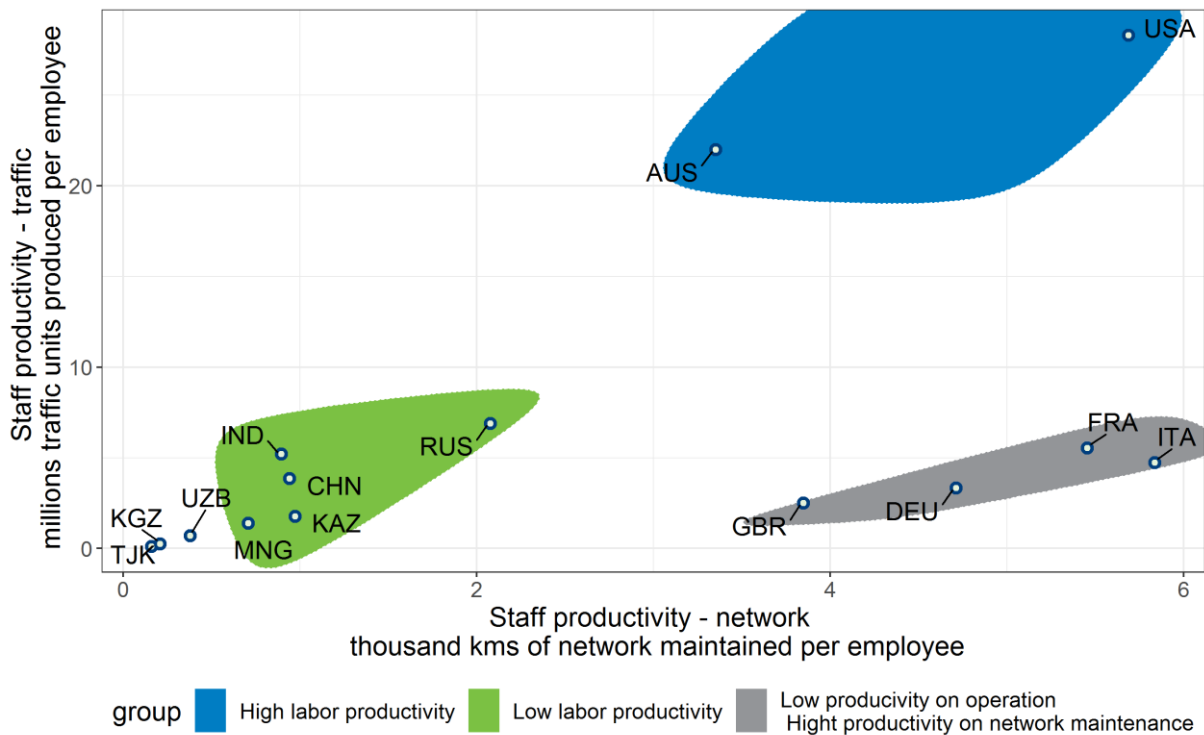 Staff productivity - traffic
millions traffic units produced per employee
20
10
0
USA
AUS
IND
RUS
CHN
UZB
KAZ
KGZ
MNG
TJK
FRA
ITA
DEU
GBR
0
2
4
6
Staff productivity - network
thousand kms of network maintained per employee
group
High labor productivity
Low labor productivity
Low producivity on operation
Hight productivity on network maintenance